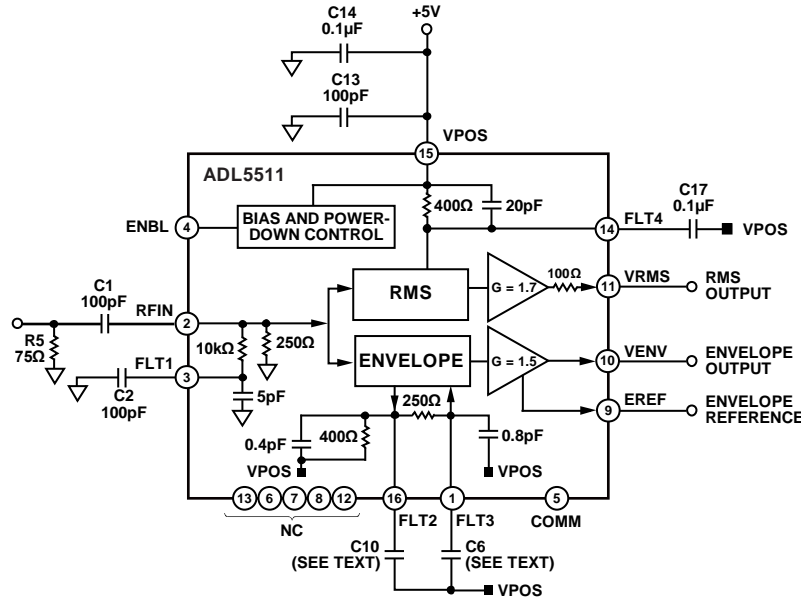 C14
0.1µF
+5V
C13
100pF
VPOS
15
ADL5511
400Ω
20pF
C17
0.1µF
ENBL
4
BIAS AND POWER-
DOWN CONTROL
14
FLT4
VPOS
C1
100pF
RFIN
2
RMS
G = 1.7
100Ω
11
VRMS
RMS
OUTPUT
R5
75Ω
10kΩ
250Ω
FLT1
3
ENVELOPE
G = 1.5
10
VENV
ENVELOPE
OUTPUT
C2
100pF
5pF
250Ω
9
EREF
ENVELOPE
REFERENCE
0.4pF
400Ω
0.8pF
VPOS
VPOS
13
6
7
8
12
16
1
5
NC
FLT2
FLT3
COMM
C10
(SEE TEXT)
C6
(SEE TEXT)
VPOS